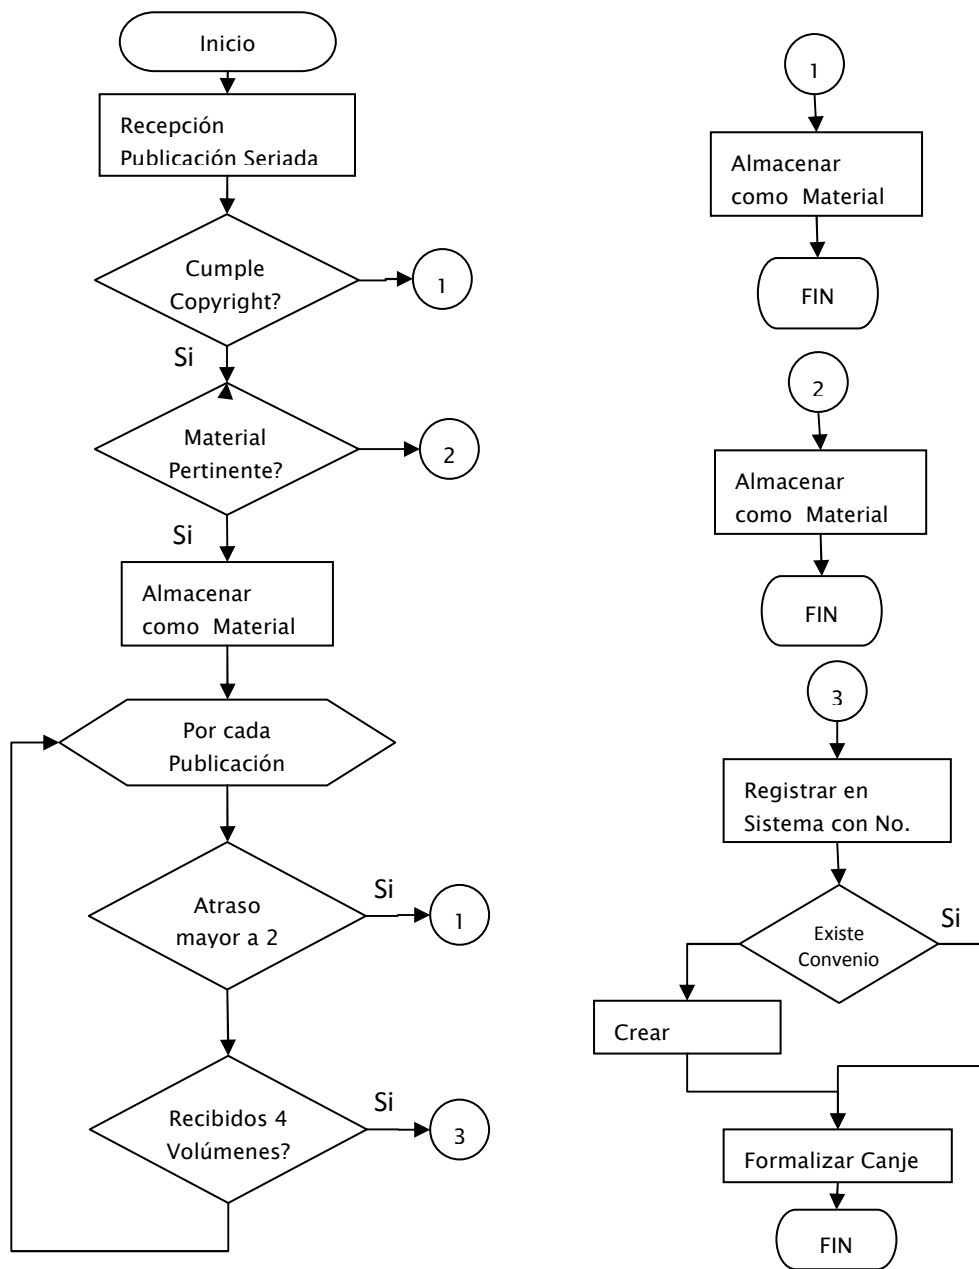 Inicio
Recepción
Publicación Seriada
Cumple
Copyright?
1
Si
Material
Pertinente?
2
Si
Almacenar
como Material
Por cada
Publicación
Atraso
mayor a 2
Si
1
Recibidos 4
Volúmenes?
Si
3
1
Almacenar
como Material
FIN
2
Almacenar
como Material
FIN
3
Registrar en
Sistema con No.
Existe
Convenio
Si
Crear
Formalizar Canje
FIN